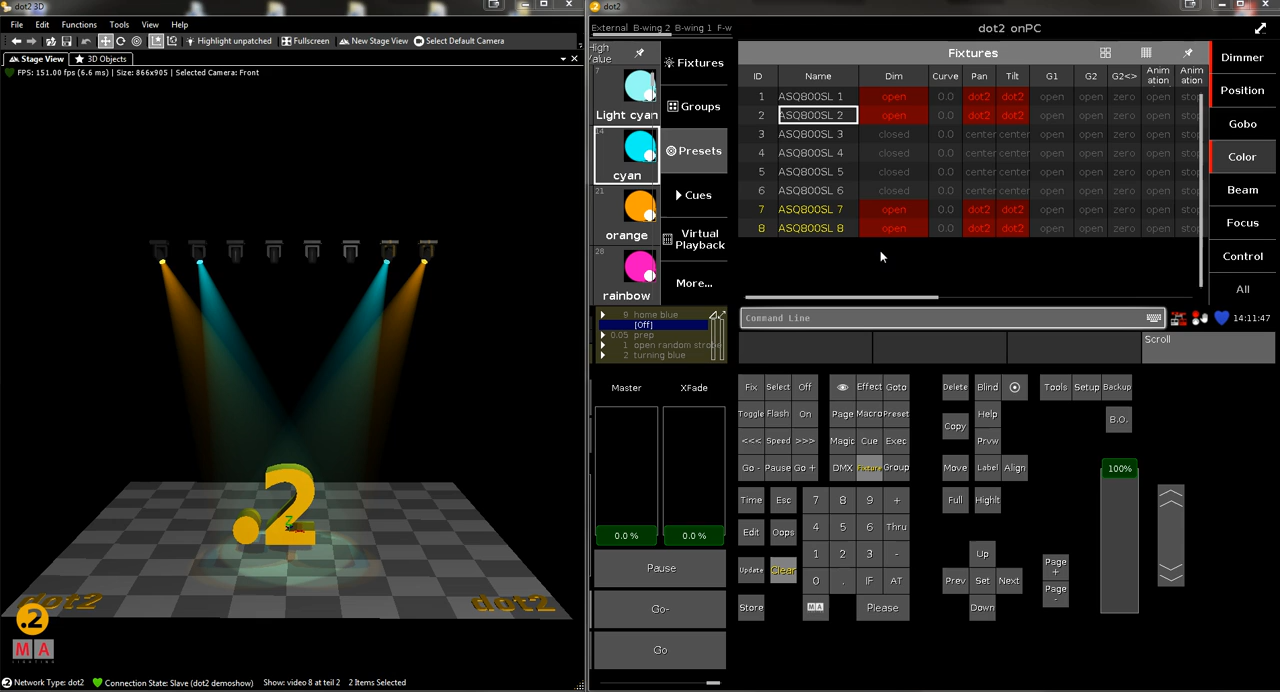 dot2 3D
File Edit Functions Tools View Help
Highlight unpatched Fullscreen New Stage View Select Default Camera
Stage View 3D Objects
FPS: 151.00 fps (6.6 ms) | Size: 866x905 | Selected Camera: Front
.2
dot2 dot2
.2
MA
LIGHTING
Network Type: dot2 Connection State: Slave (dot2 demoshow) Show: video 8 at teil 2 2 Items Selected
dot2
External B-wing 2 B-wing 1 F-w
dot2 onPC
High
Value
7
Light cyan
14
cyan
21
orange
28
rainbow
Fixtures
Groups
Presets
Cues
Virtual
Playback
More...
Fixtures
ID Name Dim Curve Pan Tilt G1 G2 G2<> Anim
ation Anim
ation
1 ASQ800SL 1 open 0.0 dot2 dot2 open open zero open stop
2 ASQ800SL 2 open 0.0 dot2 dot2 open open zero open stop
3 ASQ800SL 3 closed 0.0 center center open open zero open stop
4 ASQ800SL 4 closed 0.0 center center open open zero open stop
5 ASQ800SL 5 closed 0.0 center center open open zero open stop
6 ASQ800SL 6 closed 0.0 center center open open zero open stop
7 ASQ800SL 7 open 0.0 dot2 dot2 open open zero open stop
8 ASQ800SL 8 open 0.0 dot2 dot2 open open zero open stop
Dimmer
Position
Gobo
Color
Beam
Focus
Control
All
9 home blue
[Off]
0.05 prep
1 open random strobe
2 turning blue
Command Line
14:11:47
Scroll
Master XFade
0.0 % 0.0 %
Pause
Go-
Go
Fix Select Off Effect Goto Delete Blind Tools Setup Backup
Toggle Flash On Page Macro Preset Copy Help B.O.
<<< Speed >>> Magic Cue Exec Prvw
Go - Pause Go + DMX Fixture Group Move Label Align 100%
Time Esc 7 8 9 + Full Highlt
Edit Oops 4 5 6 Thru
Update Clear 1 2 3 - Up Page
+
0 . IF AT Prev Set Next Page
-
Store MA Please Down